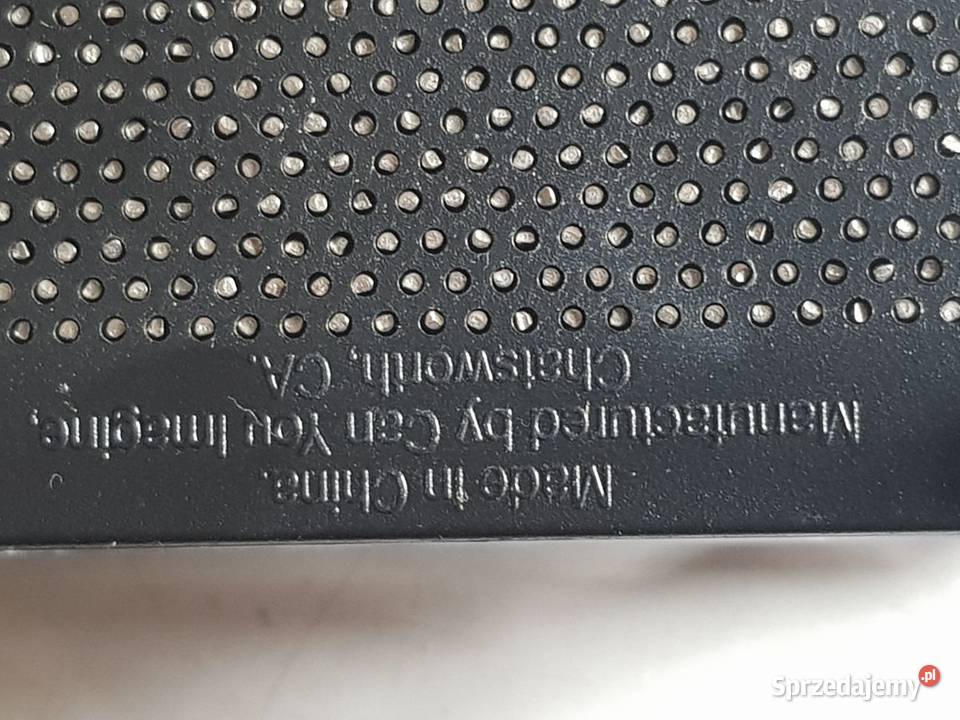 Made in China.
Manufactured by Can You Imagine,
Chatsworth, CA.
Sprzedajemy.pl